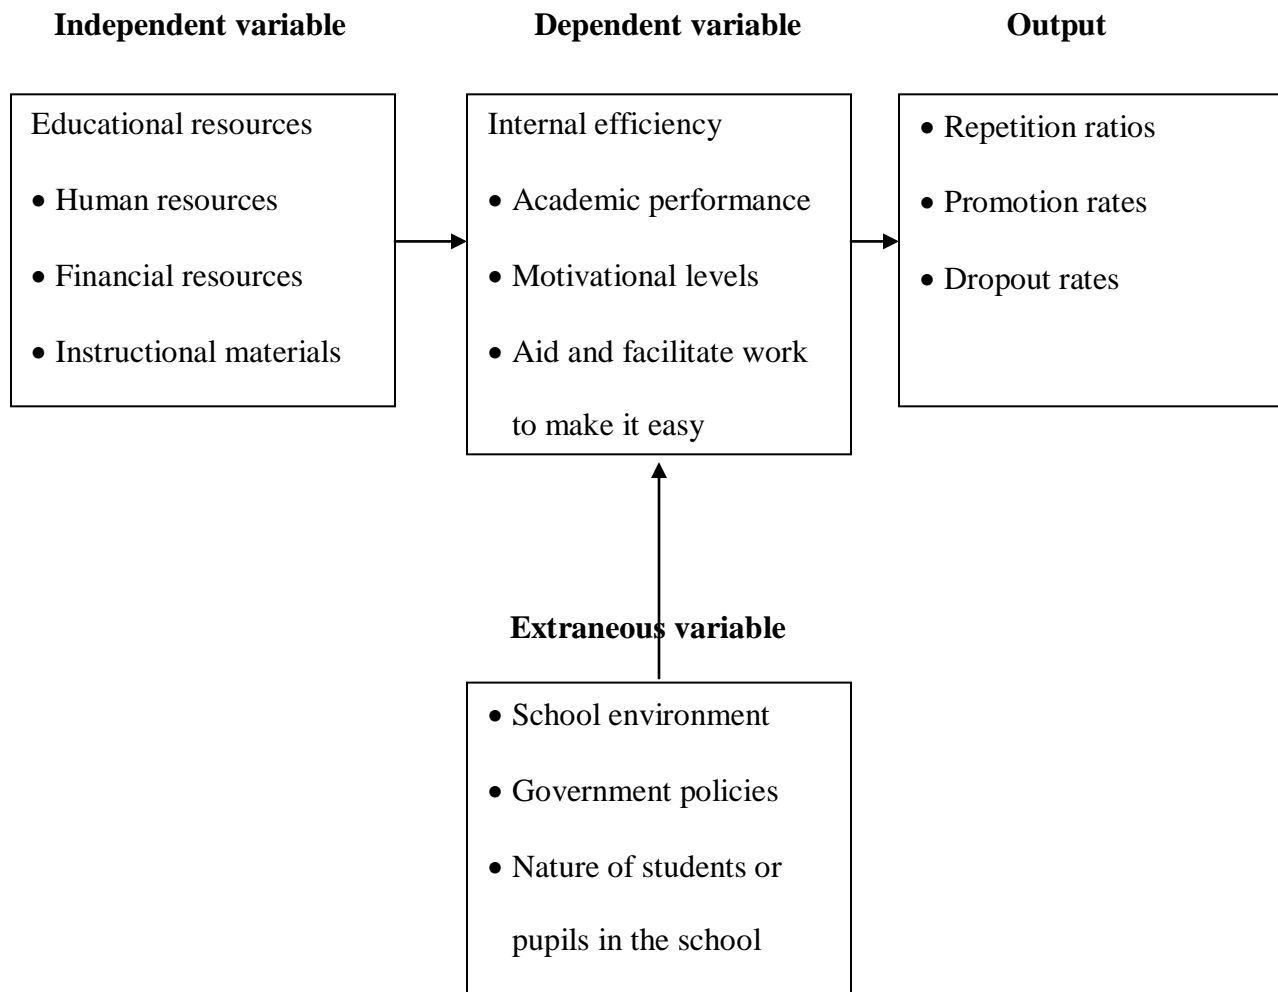 Independent variable
Dependent variable
Output
Educational resources
• Human resources
• Financial resources
• Instructional materials
Internal efficiency
• Academic performance
• Motivational levels
• Aid and facilitate work
to make it easy
• Repetition ratios
• Promotion rates
• Dropout rates
Extraneous variable
• School environment
• Government policies
• Nature of students or
pupils in the school